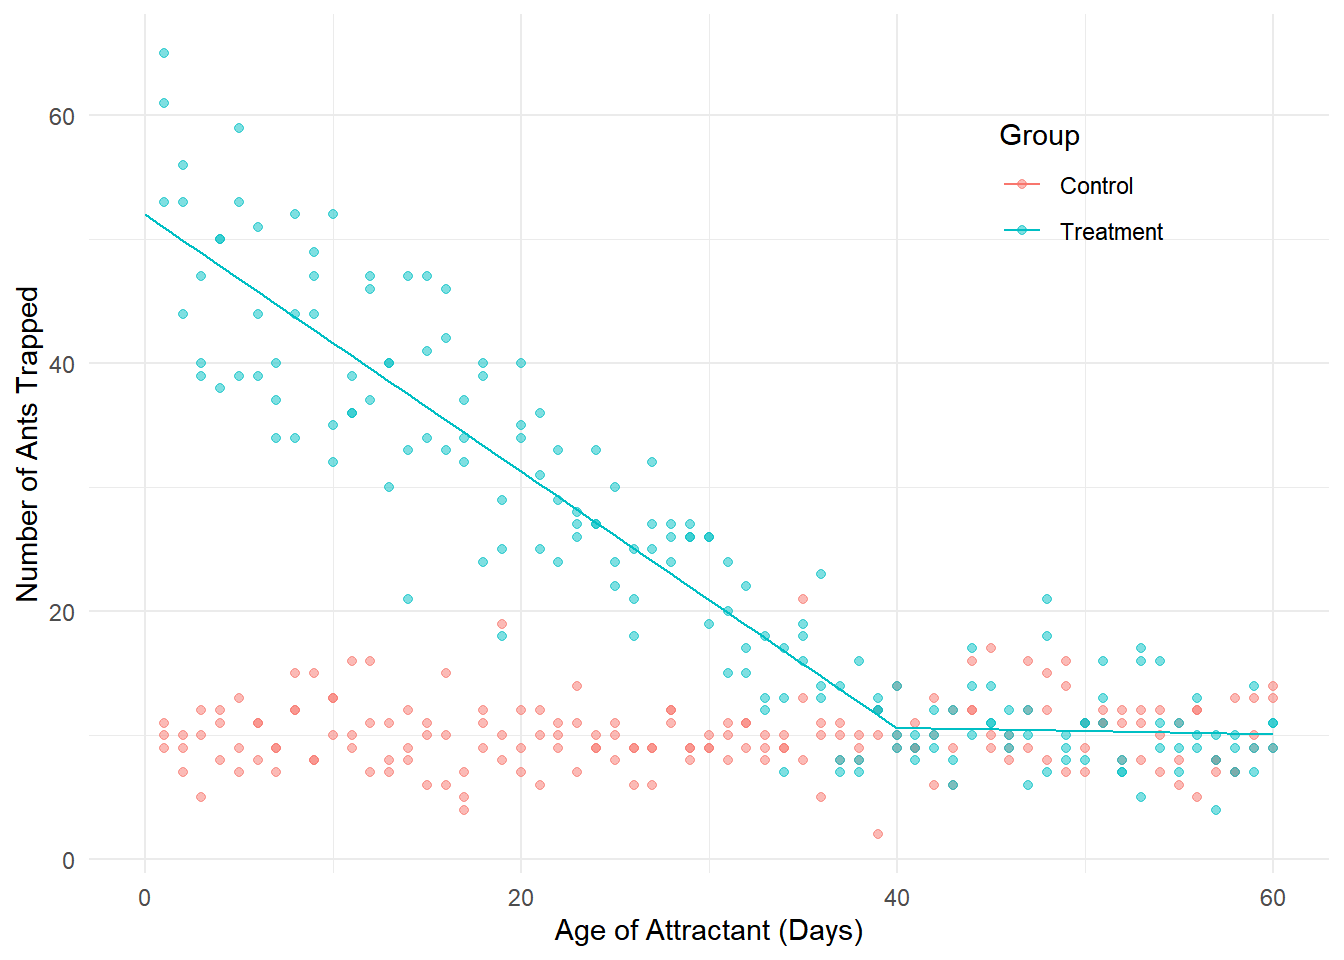 60
40
20
0
Number of Ants Trapped
Group
Control
Treatment
0
20
40
60
Age of Attractant (Days)